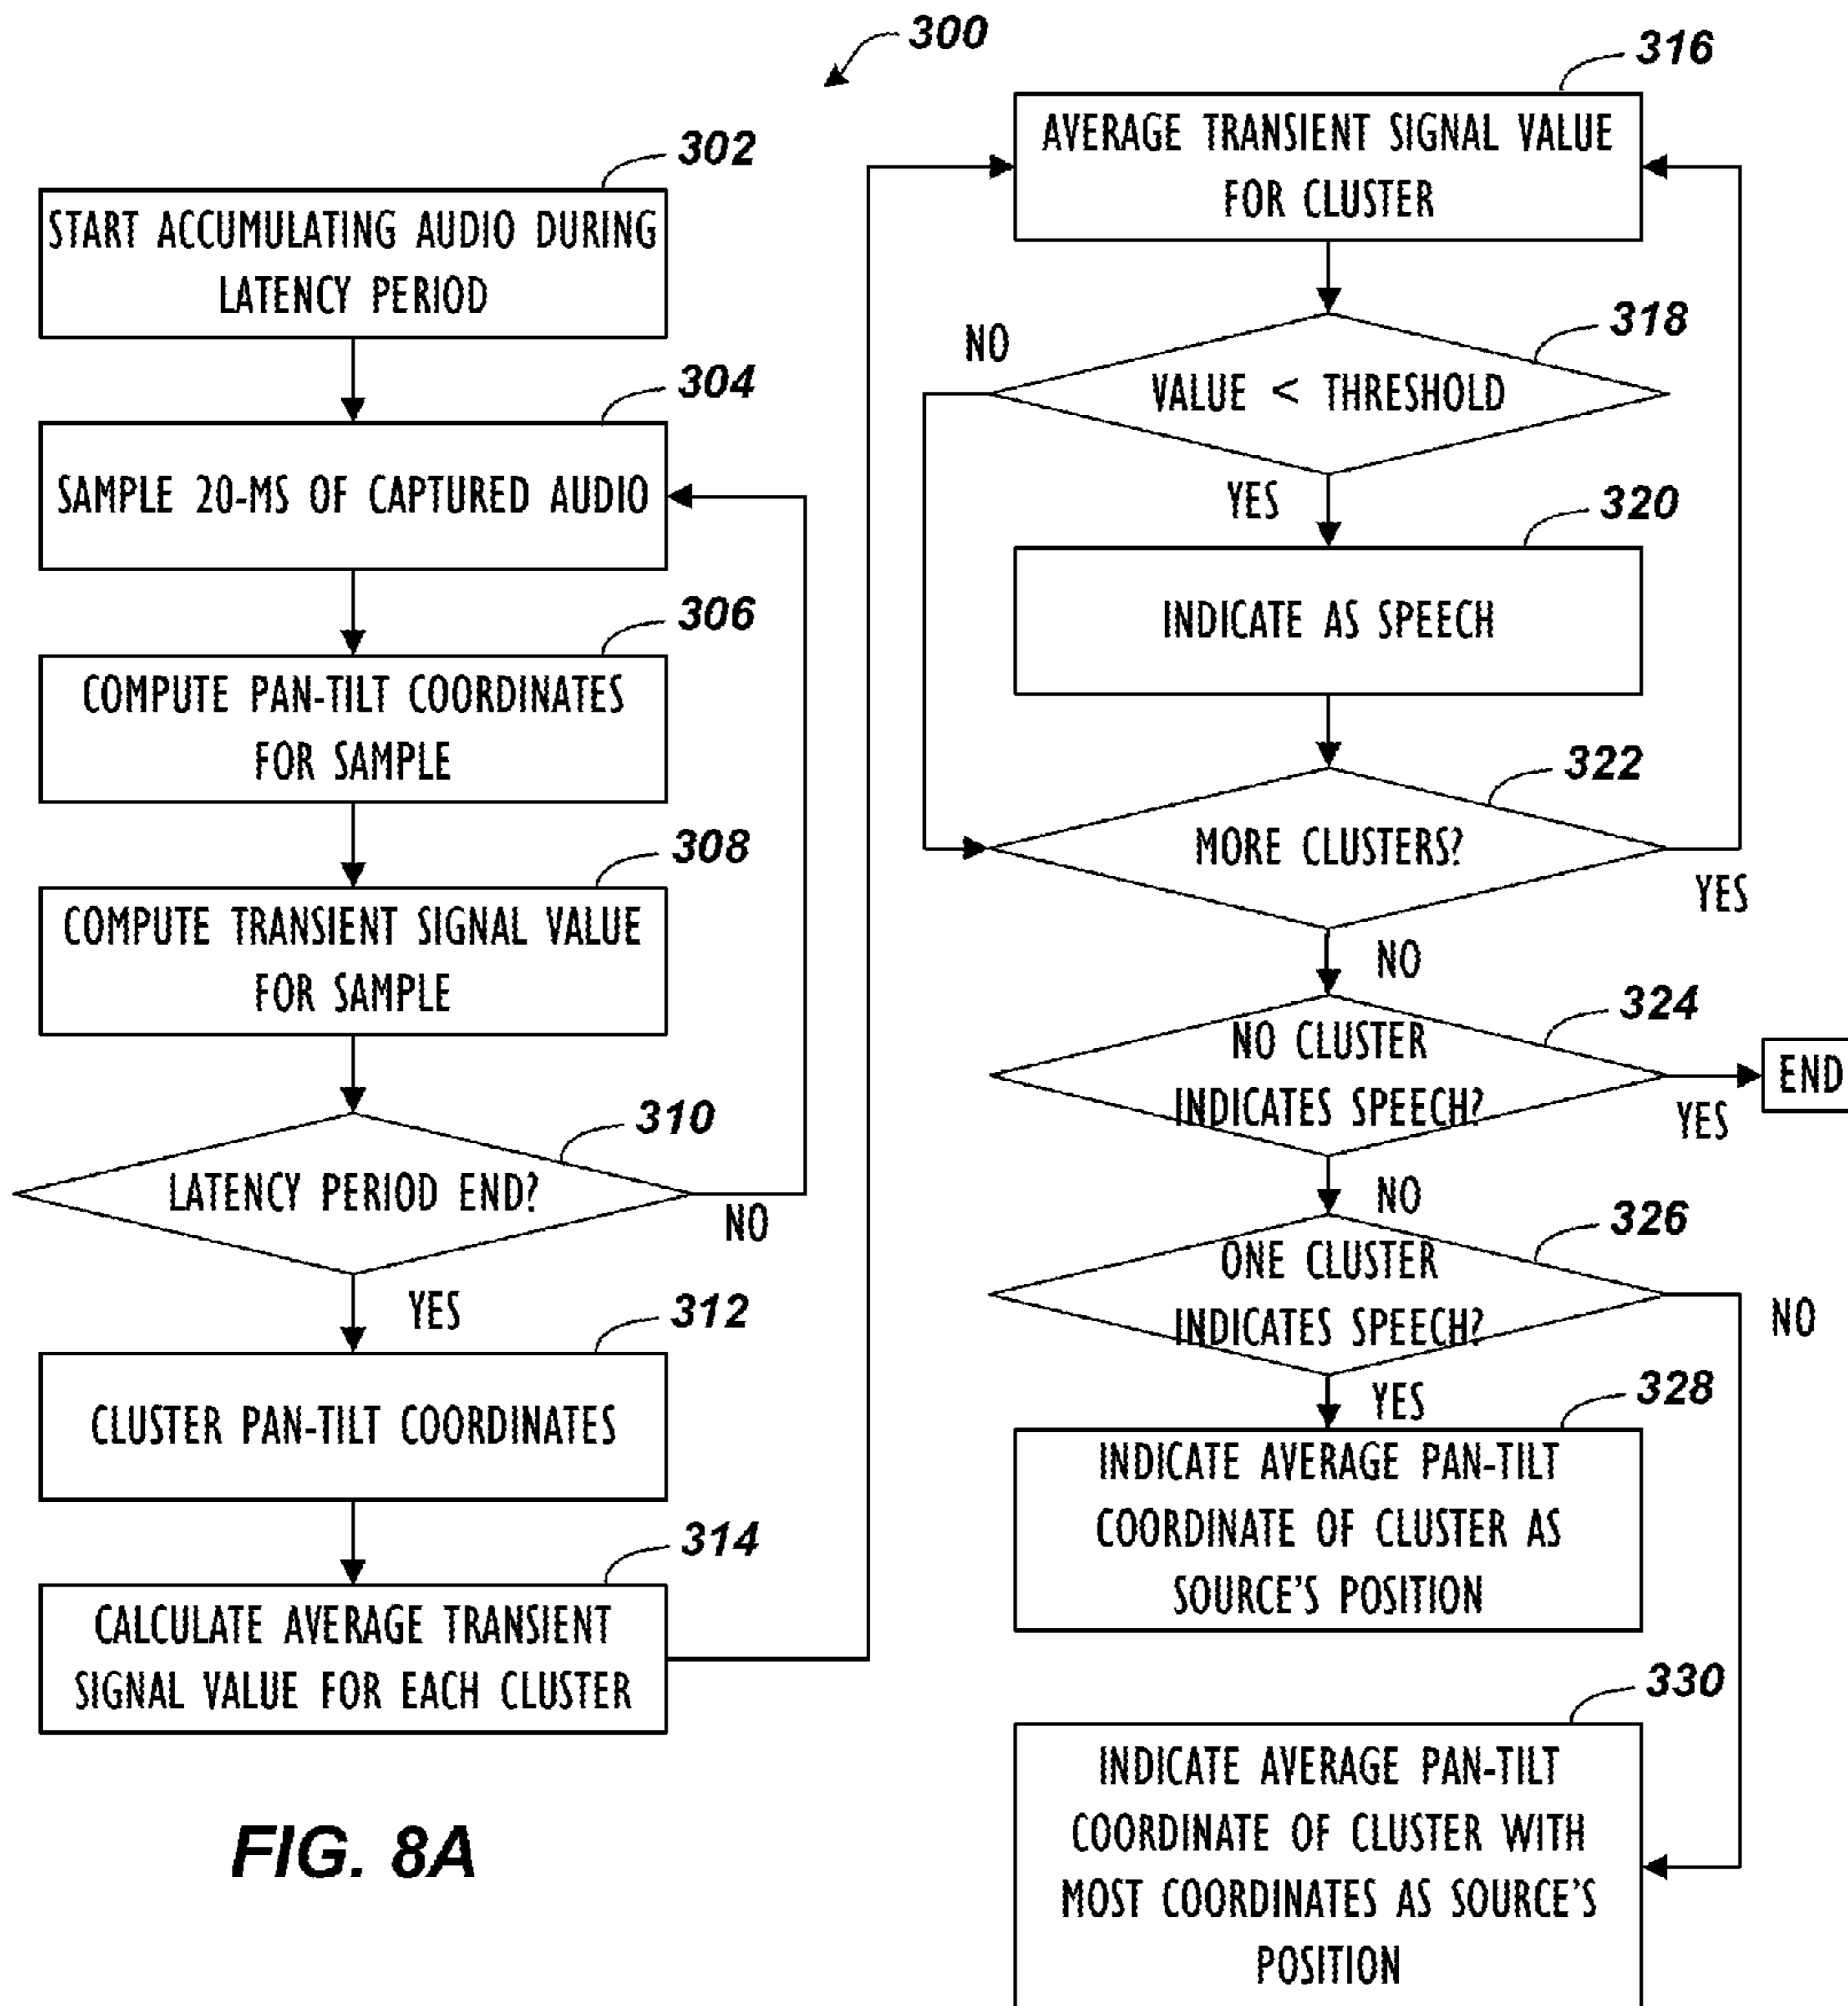 300
302
START ACCUMULATING AUDIO DURING
LATENCY PERIOD
304
SAMPLE 20-MS OF CAPTURED AUDIO
306
COMPUTE PAN-TILT COORDINATES
FOR SAMPLE
308
COMPUTE TRANSIENT SIGNAL VALUE
FOR SAMPLE
310
LATENCY PERIOD END?
NO
YES
312
CLUSTER PAN-TILT COORDINATES
314
CALCULATE AVERAGE TRANSIENT
SIGNAL VALUE FOR EACH CLUSTER
316
AVERAGE TRANSIENT SIGNAL VALUE
FOR CLUSTER
318
NO
VALUE < THRESHOLD
YES
320
INDICATE AS SPEECH
322
MORE CLUSTERS?
YES
NO
324
NO CLUSTER
INDICATES SPEECH?
END
YES
NO
326
ONE CLUSTER
INDICATES SPEECH?
NO
YES
328
INDICATE AVERAGE PAN-TILT
COORDINATE OF CLUSTER AS
SOURCE'S POSITION
330
INDICATE AVERAGE PAN-TILT
COORDINATE OF CLUSTER WITH
MOST COORDINATES AS SOURCE'S
POSITION
FIG. 8A